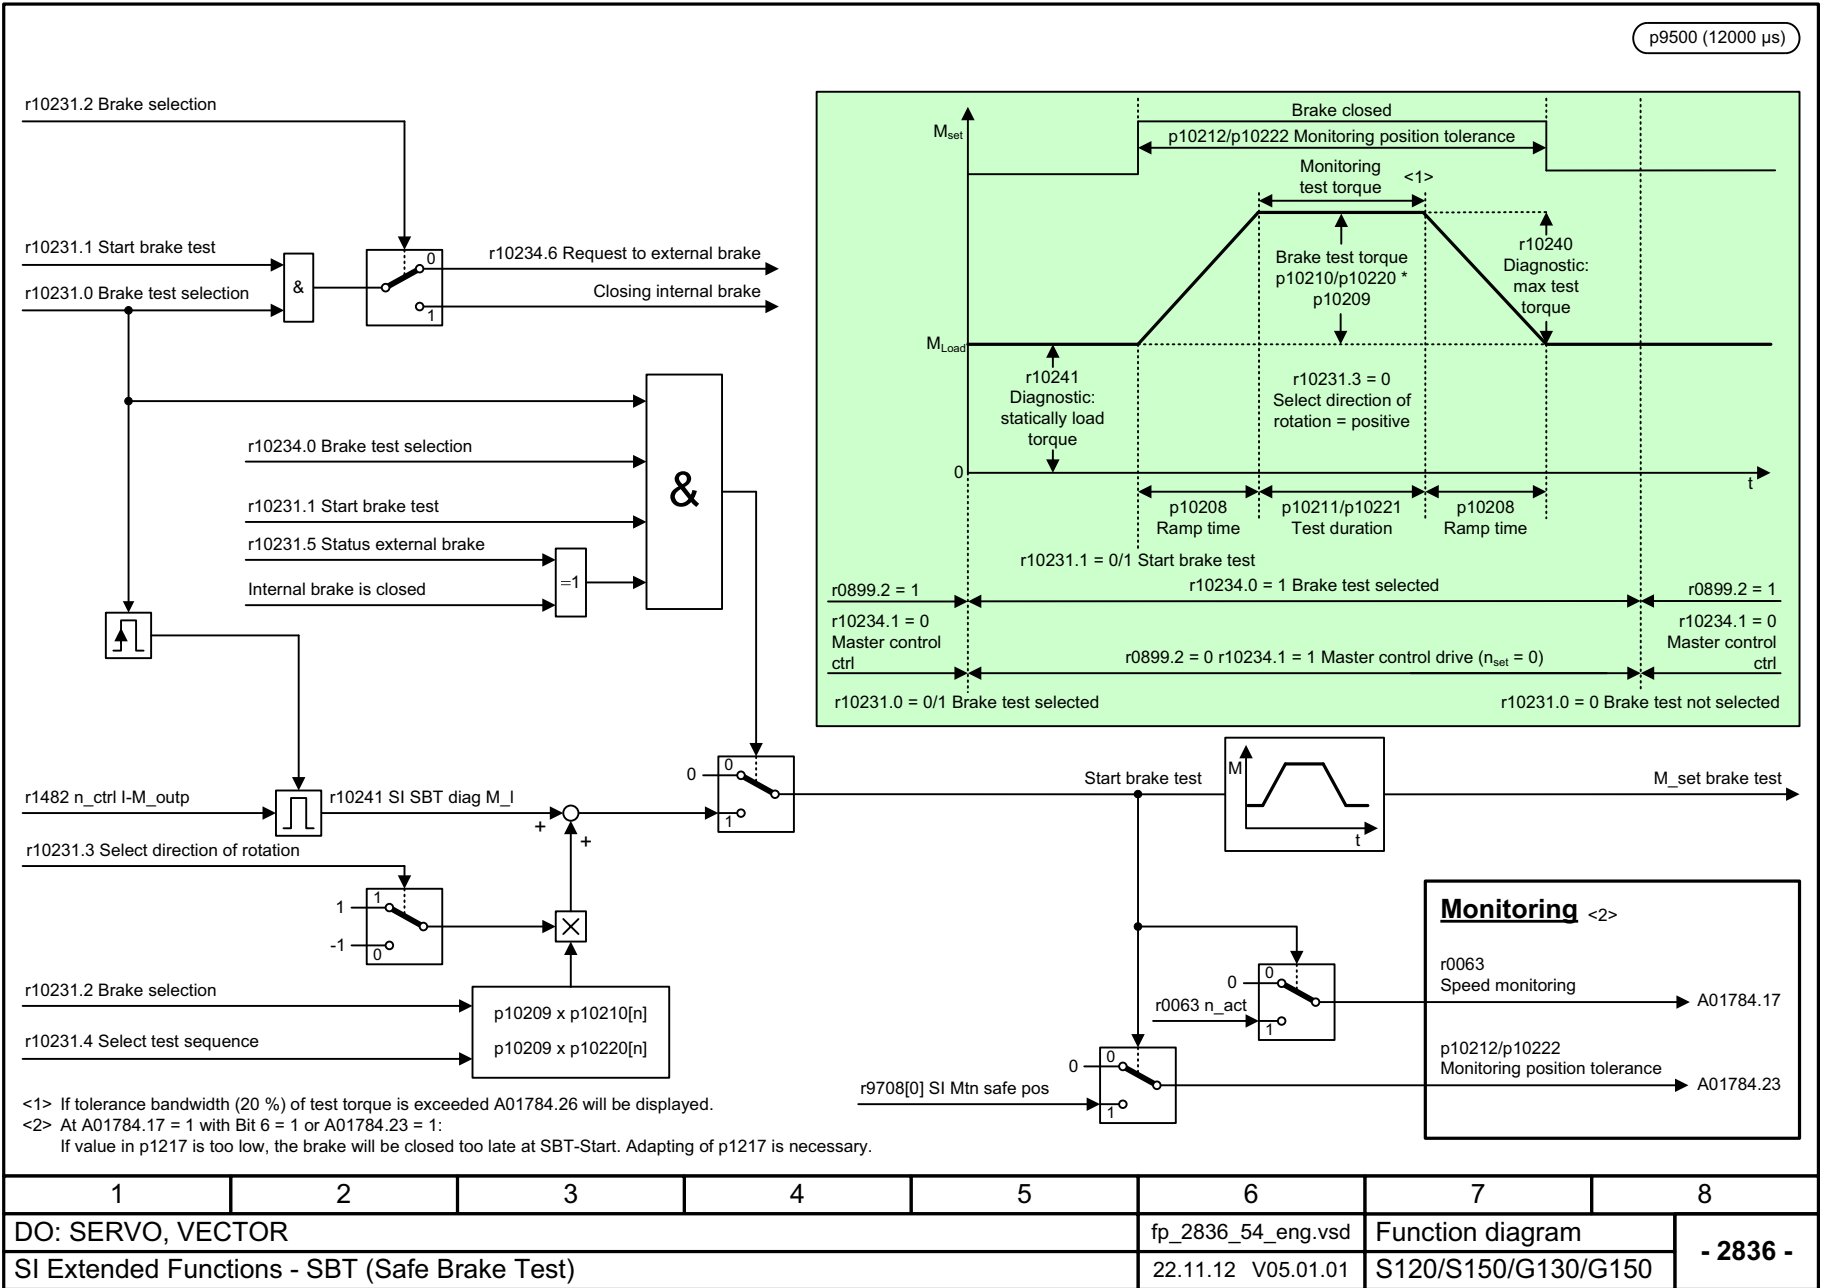 p9500 (12000 µs)
r10231.2 Brake selection
r10231.1 Start brake test
r10231.0 Brake test selection
&
0
1
r10234.6 Request to external brake
Closing internal brake
r10234.0 Brake test selection
r10231.1 Start brake test
r10231.5 Status external brake
Internal brake is closed
=1
&
Brake closed
Mset
p10212/p10222 Monitoring position tolerance
Monitoring
test torque
<1>
Brake test torque
p10210/p10220 *
p10209
r10240
Diagnostic:
max test
torque
MLoad
r10241
Diagnostic:
statically load
torque
r10231.3 = 0
Select direction of
rotation = positive
0
t
p10208
Ramp time
p10211/p10221
Test duration
p10208
Ramp time
r10231.1 = 0/1 Start brake test
r0899.2 = 1
r10234.0 = 1 Brake test selected
r0899.2 = 1
r10234.1 = 0
Master control
ctrl
r0899.2 = 0 r10234.1 = 1 Master control drive (nset = 0)
r10234.1 = 0
Master control
ctrl
r10231.0 = 0/1 Brake test selected
r10231.0 = 0 Brake test not selected
r1482 n_ctrl I-M_outp
r10241 SI SBT diag M_l
+
+
0
0
1
Start brake test
M
t
M_set brake test
r10231.3 Select direction of rotation
1
1
-1
0
r10231.2 Brake selection
r10231.4 Select test sequence
p10209 x p10210[n]
p10209 x p10220[n]
0
0
r0063 n_act
1
0
0
r9708[0] SI Mtn safe pos
1
Monitoring <2>
r0063
Speed monitoring
A01784.17
p10212/p10222
Monitoring position tolerance
A01784.23
<1> If tolerance bandwidth (20 %) of test torque is exceeded A01784.26 will be displayed.
<2> At A01784.17 = 1 with Bit 6 = 1 or A01784.23 = 1:
If value in p1217 is too low, the brake will be closed too late at SBT-Start. Adapting of p1217 is necessary.
1 2 3 4 5 6 7 8
DO: SERVO, VECTOR
fp_2836_54_eng.vsd
Function diagram
- 2836 -
SI Extended Functions - SBT (Safe Brake Test)
22.11.12 V05.01.01
S120/S150/G130/G150